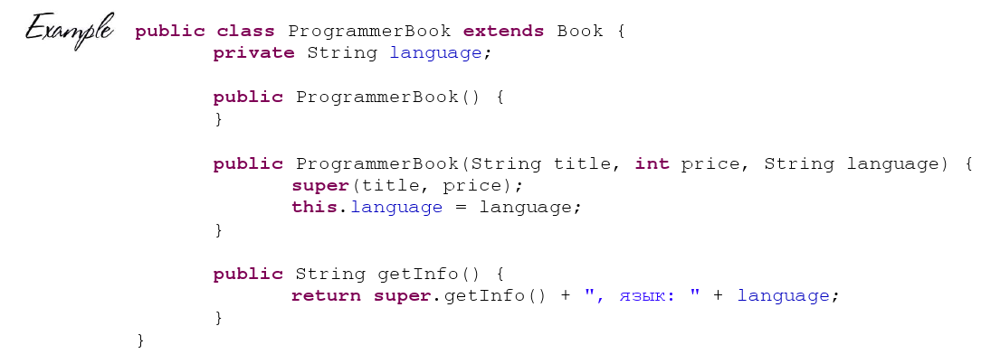 Example
public class ProgrammerBook extends Book {
private String language;
public ProgrammerBook() {
}
public ProgrammerBook(String title, int price, String language) {
super(title, price);
this.language = language;
}
public String getInfo() {
return super.getInfo() + ", язык: " + language;
}
}